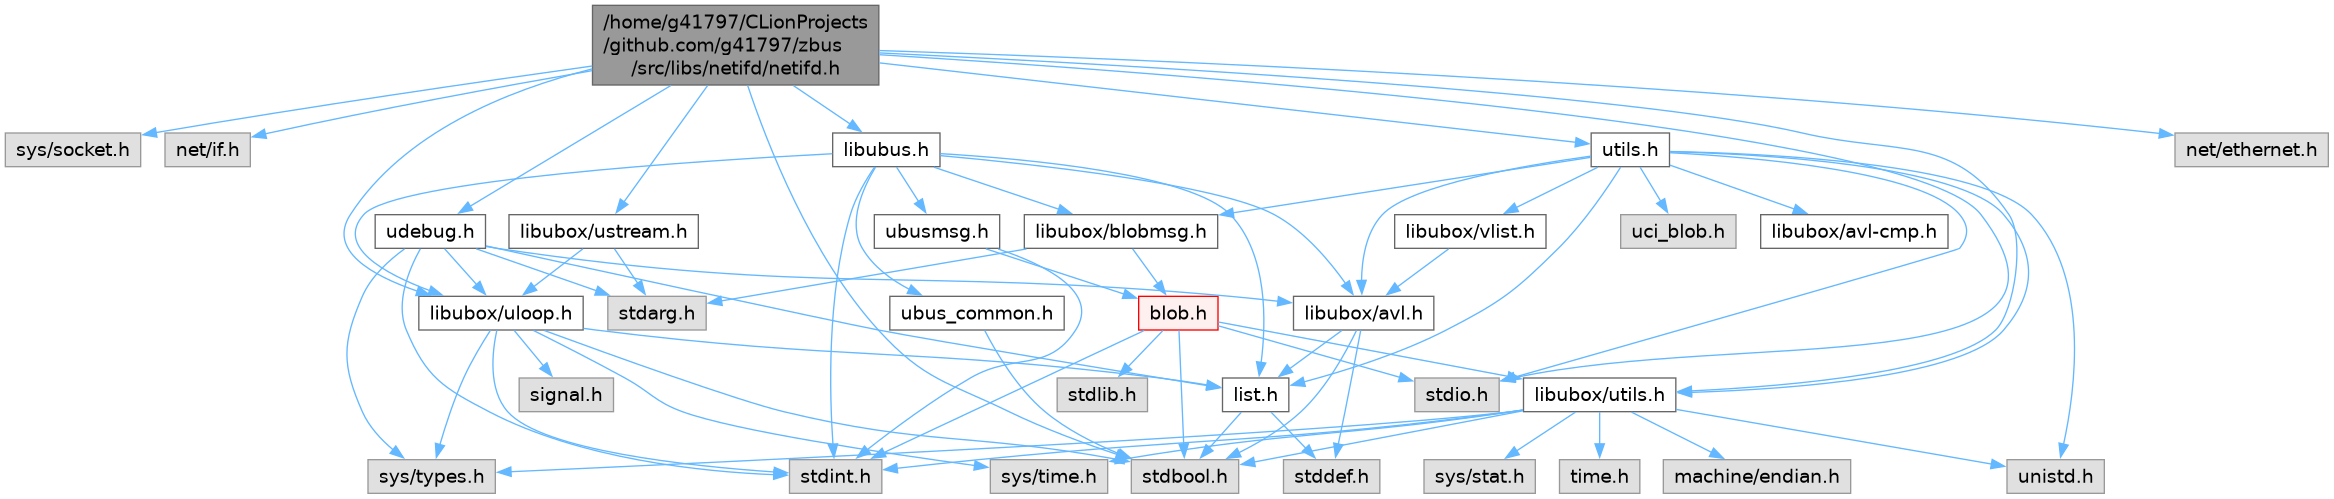 /home/g41797/CLionProjects
/github.com/g41797/zbus
/src/libs/netifd/netifd.h
sys/socket.h
net/if.h
libubus.h
utils.h
net/ethernet.h
udebug.h
libubox/ustream.h
ubusmsg.h
libubox/blobmsg.h
libubox/vlist.h
uci_blob.h
libubox/avl-cmp.h
libubox/uloop.h
stdarg.h
ubus_common.h
blob.h
libubox/avl.h
signal.h
stdlib.h
list.h
stdio.h
libubox/utils.h
sys/types.h
stdint.h
sys/time.h
stdbool.h
stddef.h
sys/stat.h
time.h
machine/endian.h
unistd.h